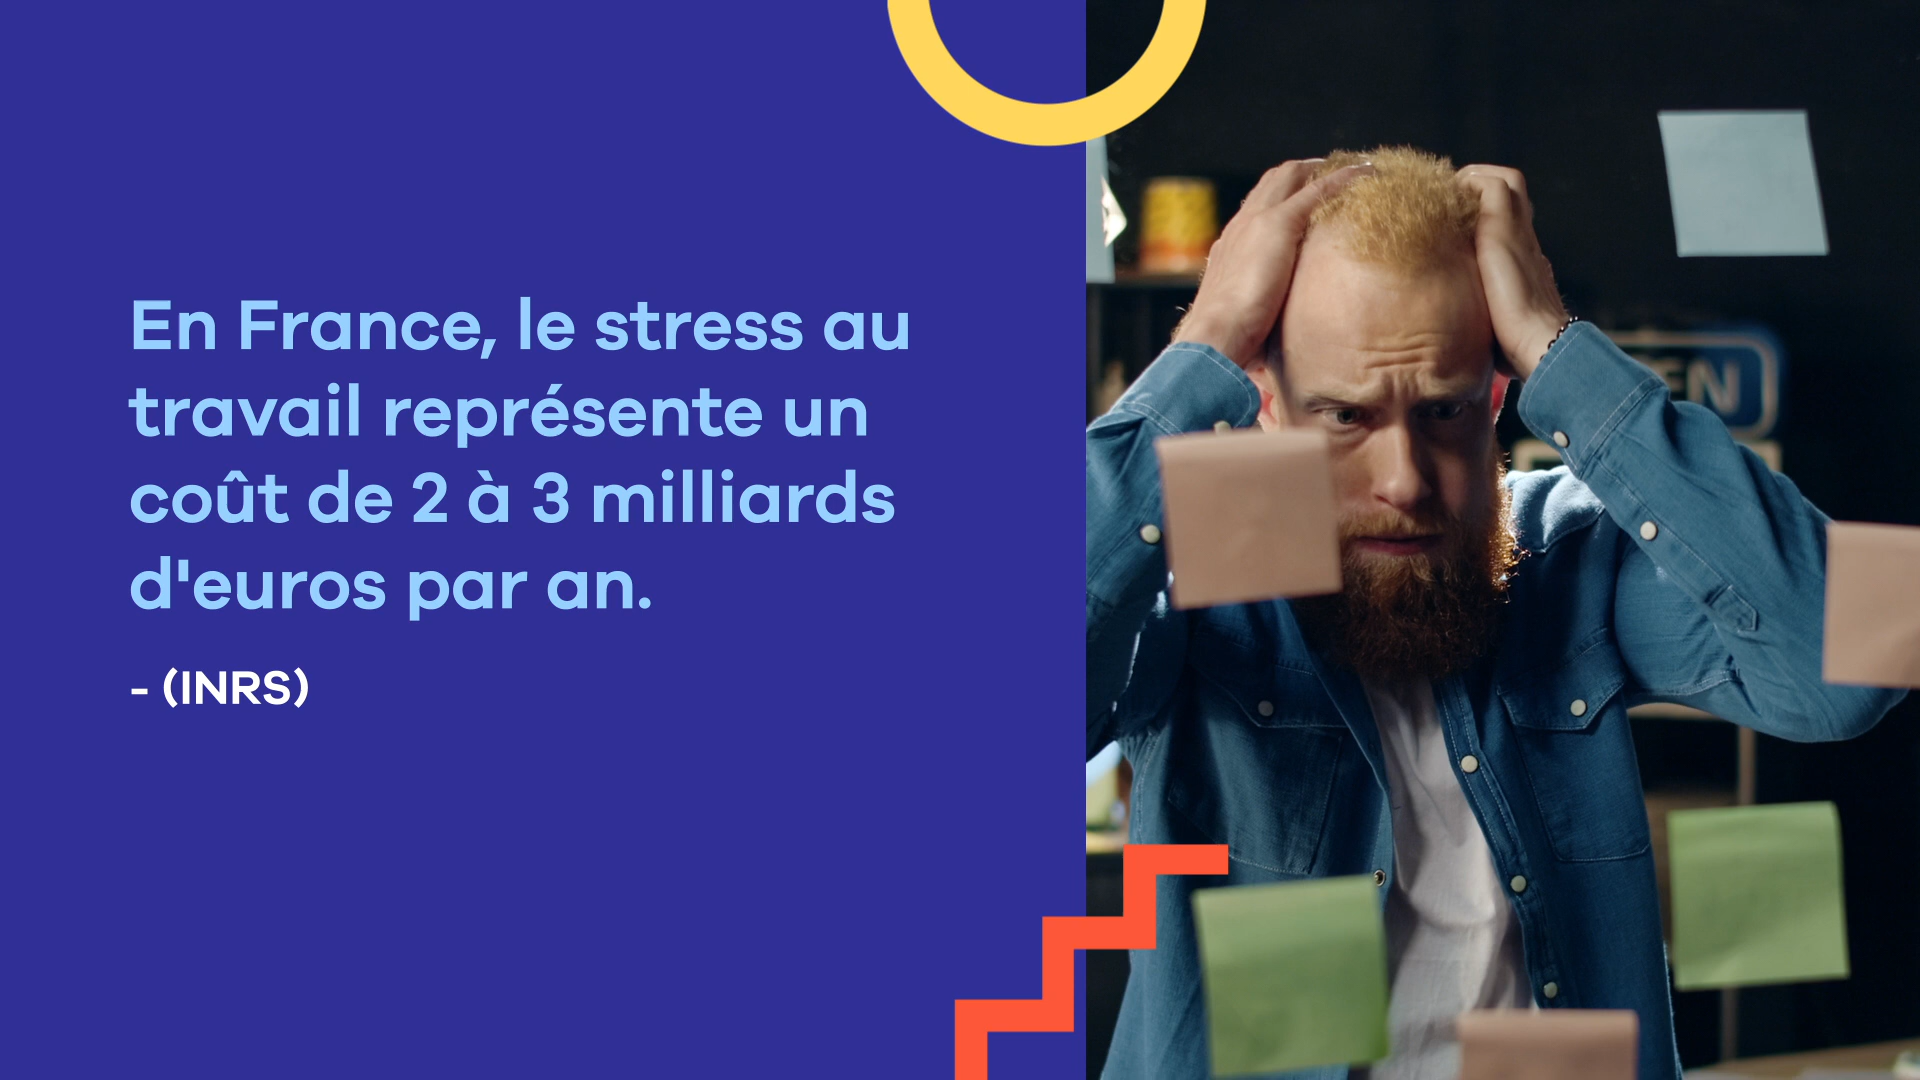 En France, le stress au
travail représente un
coût de 2 à 3 milliards
d'euros par an.
- (INRS)